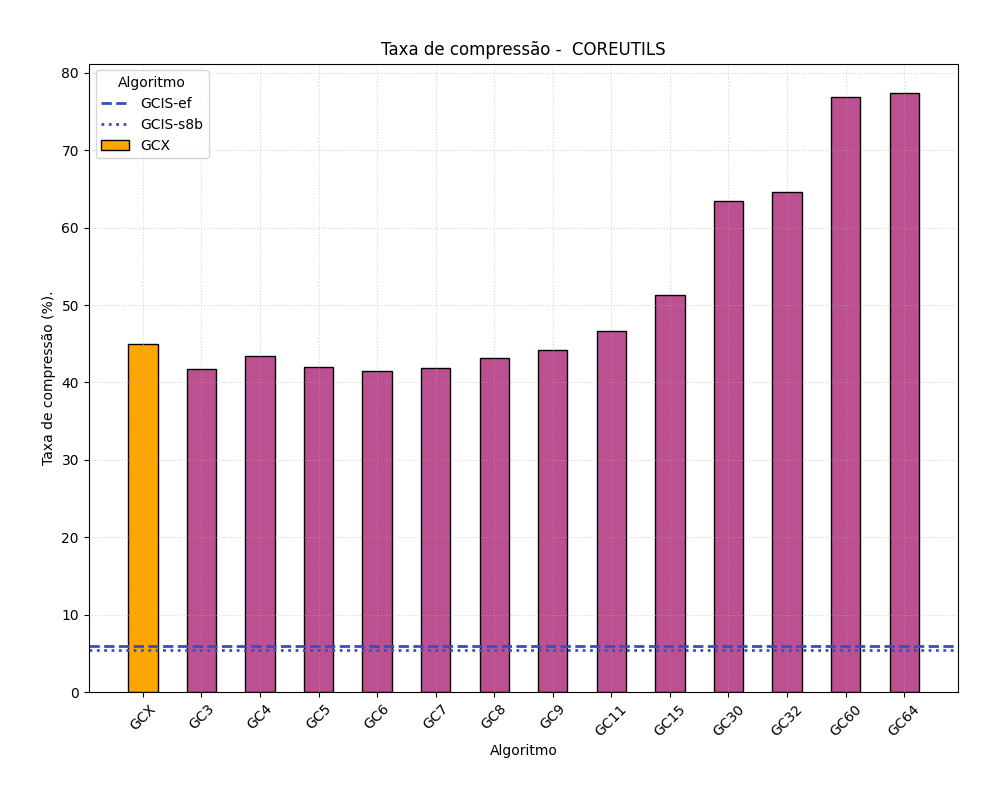 Taxa de compressão -  COREUTILS
Algoritmo
GCIS-ef
GCIS-s8b
GCX
80
70
60
50
40
30
20
10
0
Taxa de compressão (%).
GCX GC3 GC4 GC5 GC6 GC7 GC8 GC9 GC11 GC15 GC30 GC32 GC60 GC64
Algoritmo